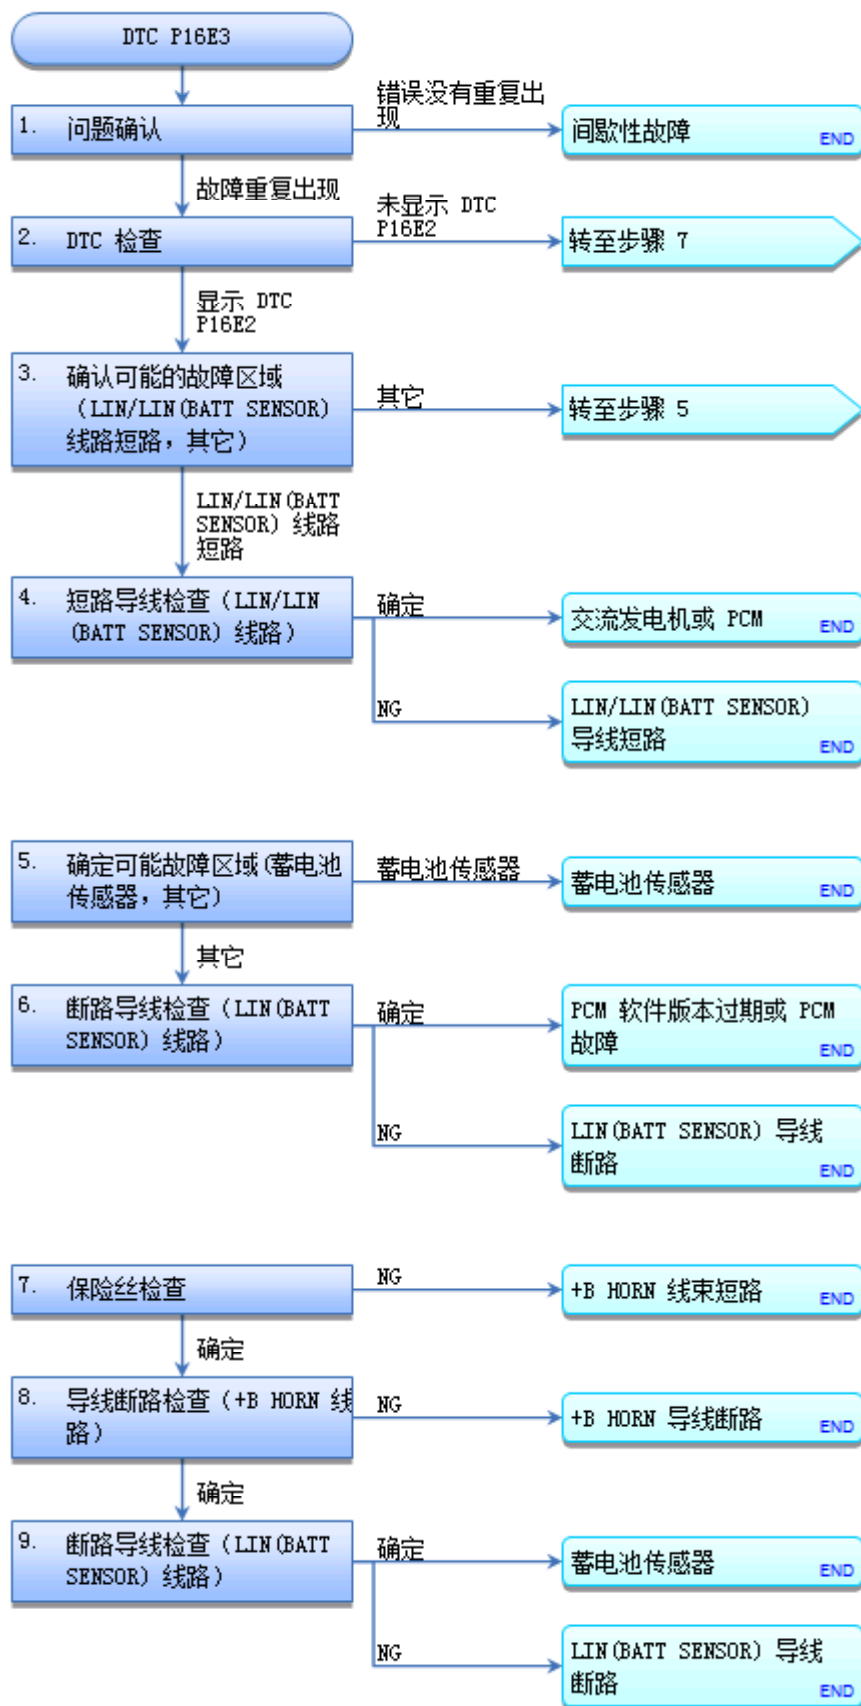 DTC P16E3
错误没有重复出
现
1. 问题确认
间歇性故障
END
故障重复出现
未显示 DTC
P16E2
2. DTC 检查
转至步骤 7
显示 DTC
P16E2
3. 确认可能的故障区域
（LIN/LIN(BATT SENSOR)
线路短路，其它）
其它
转至步骤 5
LIN/LIN(BATT
SENSOR) 线路
短路
4. 短路导线检查（LIN/LIN
(BATT SENSOR) 线路）
确定
交流发电机或 PCM
END
NG
LIN/LIN(BATT SENSOR)
导线短路
END
5. 确定可能故障区域(蓄电池
传感器，其它）
蓄电池传感器
蓄电池传感器
END
其它
6. 断路导线检查（LIN(BATT
SENSOR) 线路）
确定
PCM 软件版本过期或 PCM
故障
END
NG
LIN(BATT SENSOR) 导线
断路
END
7. 保险丝检查
NG
+B HORN 线束短路
END
确定
8. 导线断路检查（+B HORN 线
路）
NG
+B HORN 导线断路
END
确定
9. 断路导线检查（LIN(BATT
SENSOR) 线路）
确定
蓄电池传感器
END
NG
LIN(BATT SENSOR) 导线
断路
END